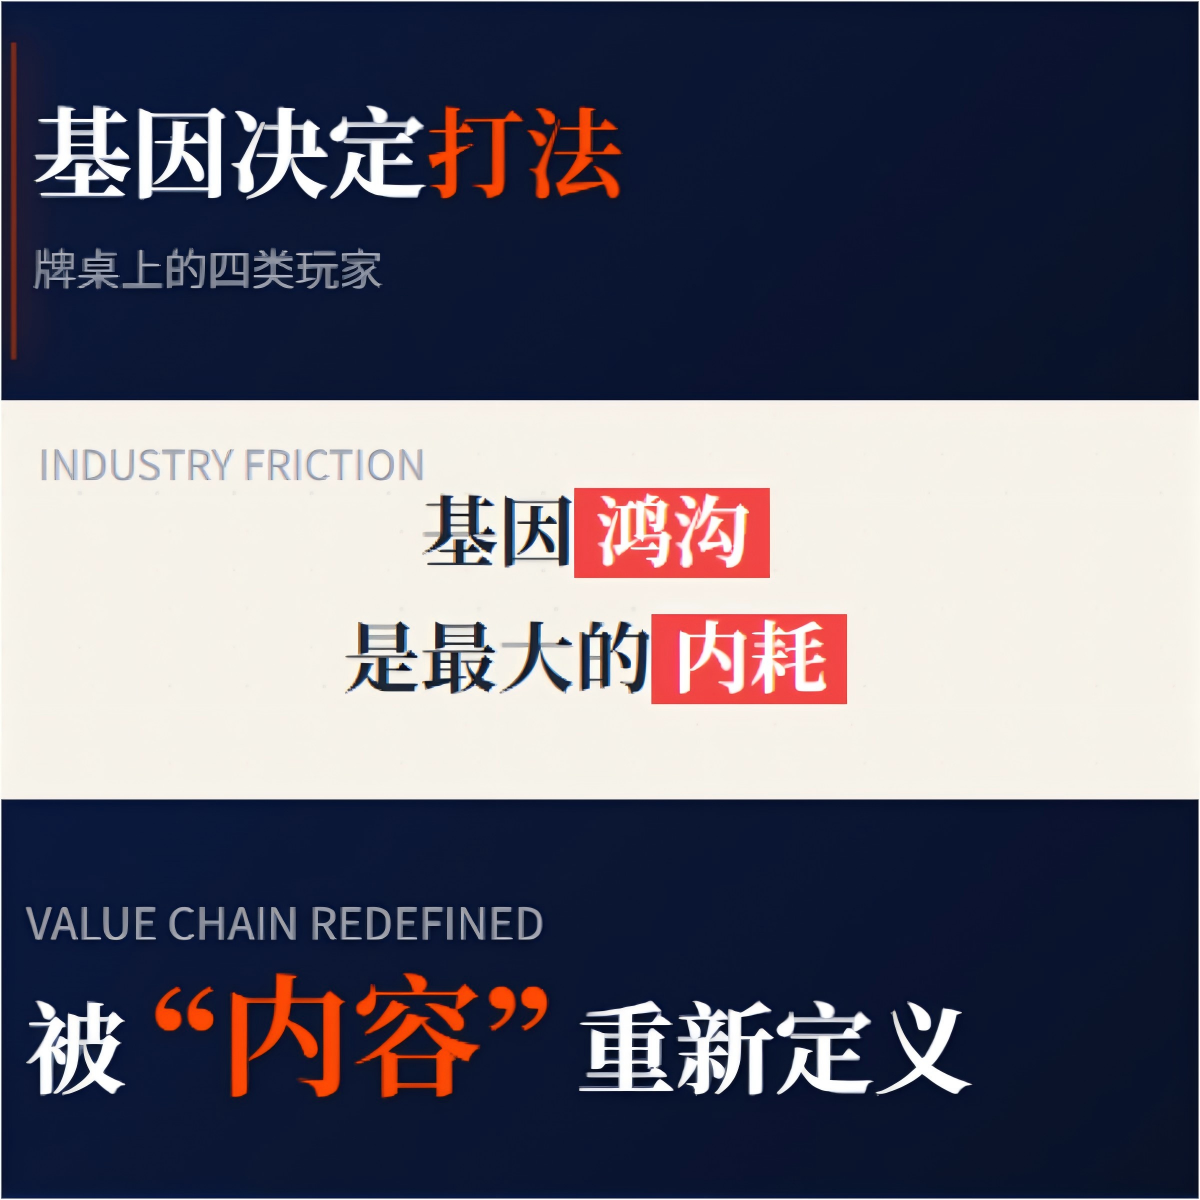 基因决定打法
牌桌上的四类玩家
INDUSTRY FRICTION
基因鸿沟
是最大的内耗
VALUE CHAIN REDEFINED
被“内容”重新定义